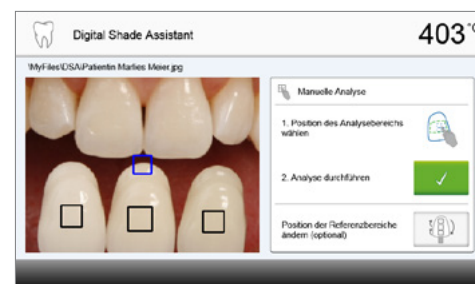 Digital Shade Assistant
403 °C
\MyFiles\DSA\Patientin Marlies Meier.jpg
Manuelle Analyse
1. Position des Analysebereichs
wählen
2. Analyse durchführen
Position der Referenzbereiche
ändern (optional)